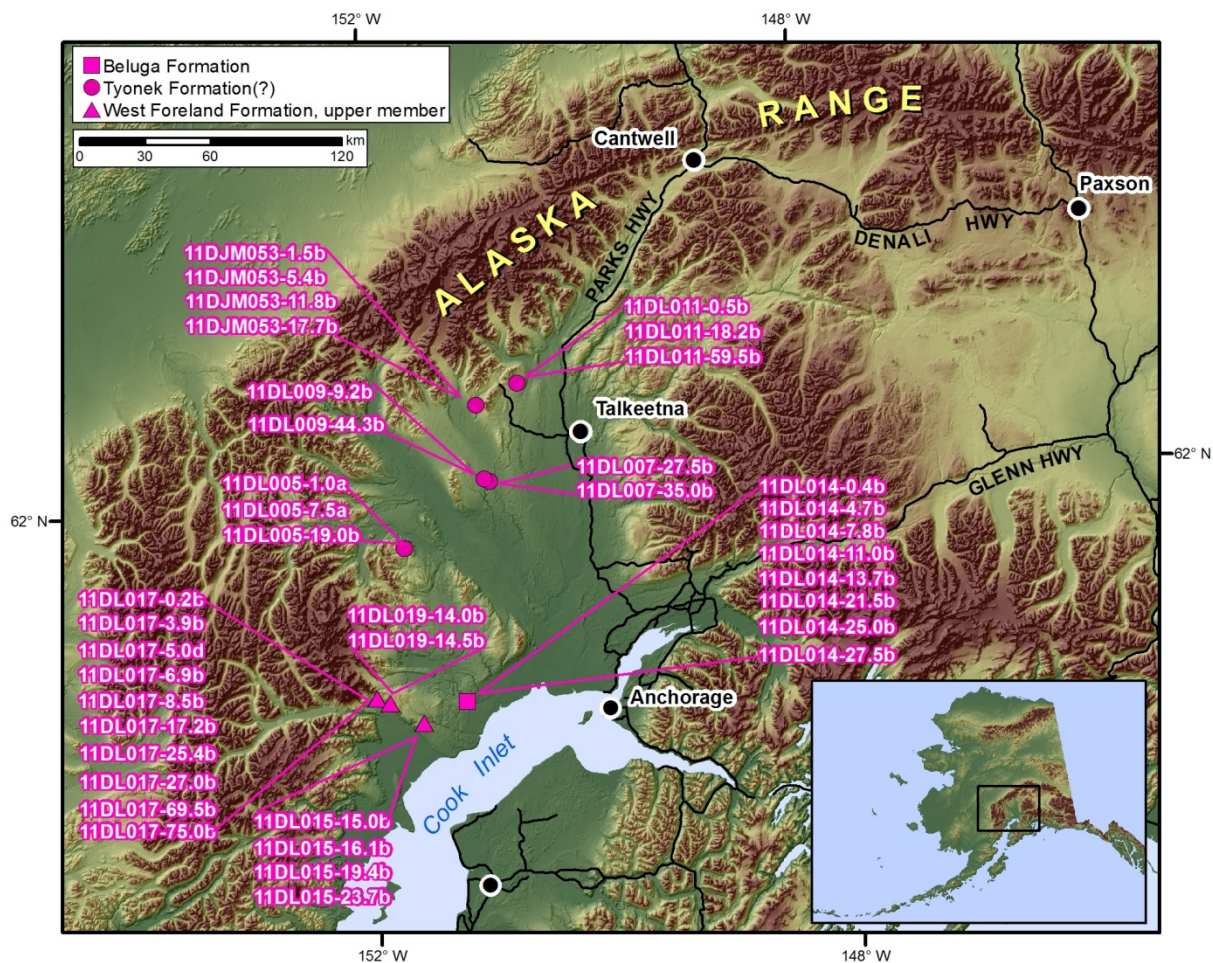 152° W
148° W
Beluga Formation
Tyonek Formation(?)
West Foreland Formation, upper member
km
0 30 60 120
RANGE
Cantwell
Paxson
ALASKA
PARKS HWY
DENALI HWY
11DJM053-1.5b
11DJM053-5.4b
11DJM053-11.8b
11DJM053-17.7b
11DL011-0.5b
11DL011-18.2b
11DL011-59.5b
11DL009-9.2b
11DL009-44.3b
Talkeetna
62° N
GLENN HWY
11DL007-27.5b
11DL007-35.0b
11DL005-1.0a
11DL005-7.5a
11DL005-19.0b
62° N
11DL014-0.4b
11DL014-4.7b
11DL014-7.8b
11DL014-11.0b
11DL014-13.7b
11DL014-21.5b
11DL014-25.0b
11DL014-27.5b
11DL017-0.2b
11DL017-3.9b
11DL017-5.0d
11DL017-6.9b
11DL017-8.5b
11DL017-17.2b
11DL017-25.4b
11DL017-27.0b
11DL017-69.5b
11DL017-75.0b
11DL019-14.0b
11DL019-14.5b
Anchorage
Cook Inlet
11DL015-15.0b
11DL015-16.1b
11DL015-19.4b
11DL015-23.7b
152° W
148° W